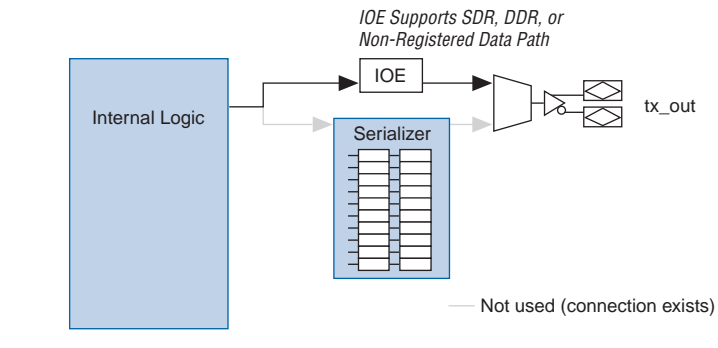 IOE Supports SDR, DDR, or
Non-Registered Data Path
IOE
Internal Logic
tx_out
Serializer
Not used (connection exists)